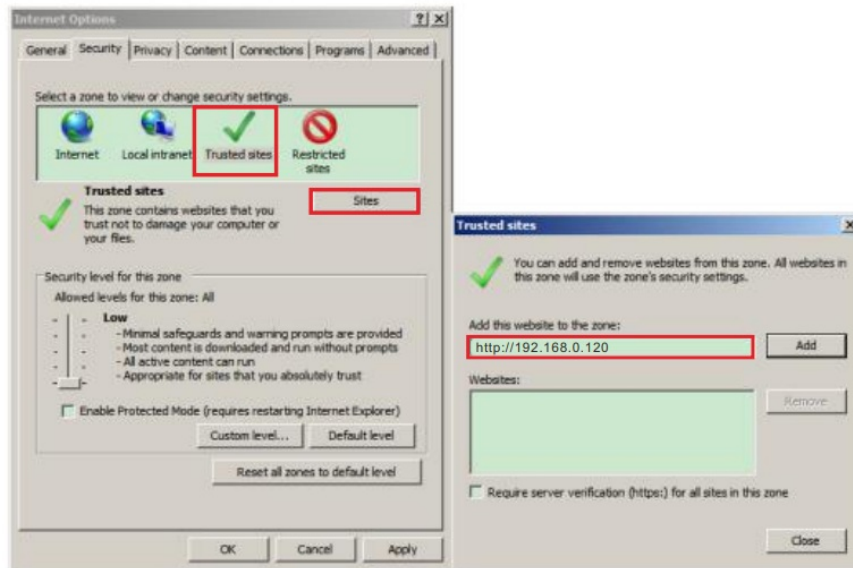 Internet Options
General Security Privacy Content Connections Programs Advanced
Select a zone to view or change security settings.
Internet Local intranet Trusted sites Restricted
sites
Trusted sites
This zone contains websites that you
trust not to damage your computer or
your files.
Sites
Security level for this zone
Allowed levels for this zone: All
Low
-Minimal safeguards and warning prompts are provided
-Most content is downloaded and run without prompts
-All active content can run
-Appropriate for sites that you absolutely trust
Enable Protected Mode (requires restarting Internet Explorer)
Custom level... Default level
Reset all zones to default level
OK Cancel Apply
Trusted sites
You can add and remove websites from this zone. All websites in
this zone will use the zone's security settings.
Add this website to the zone:
http://192.168.0.120 Add
Websites:
Remove
Require server verification (https:) for all sites in this zone
Close